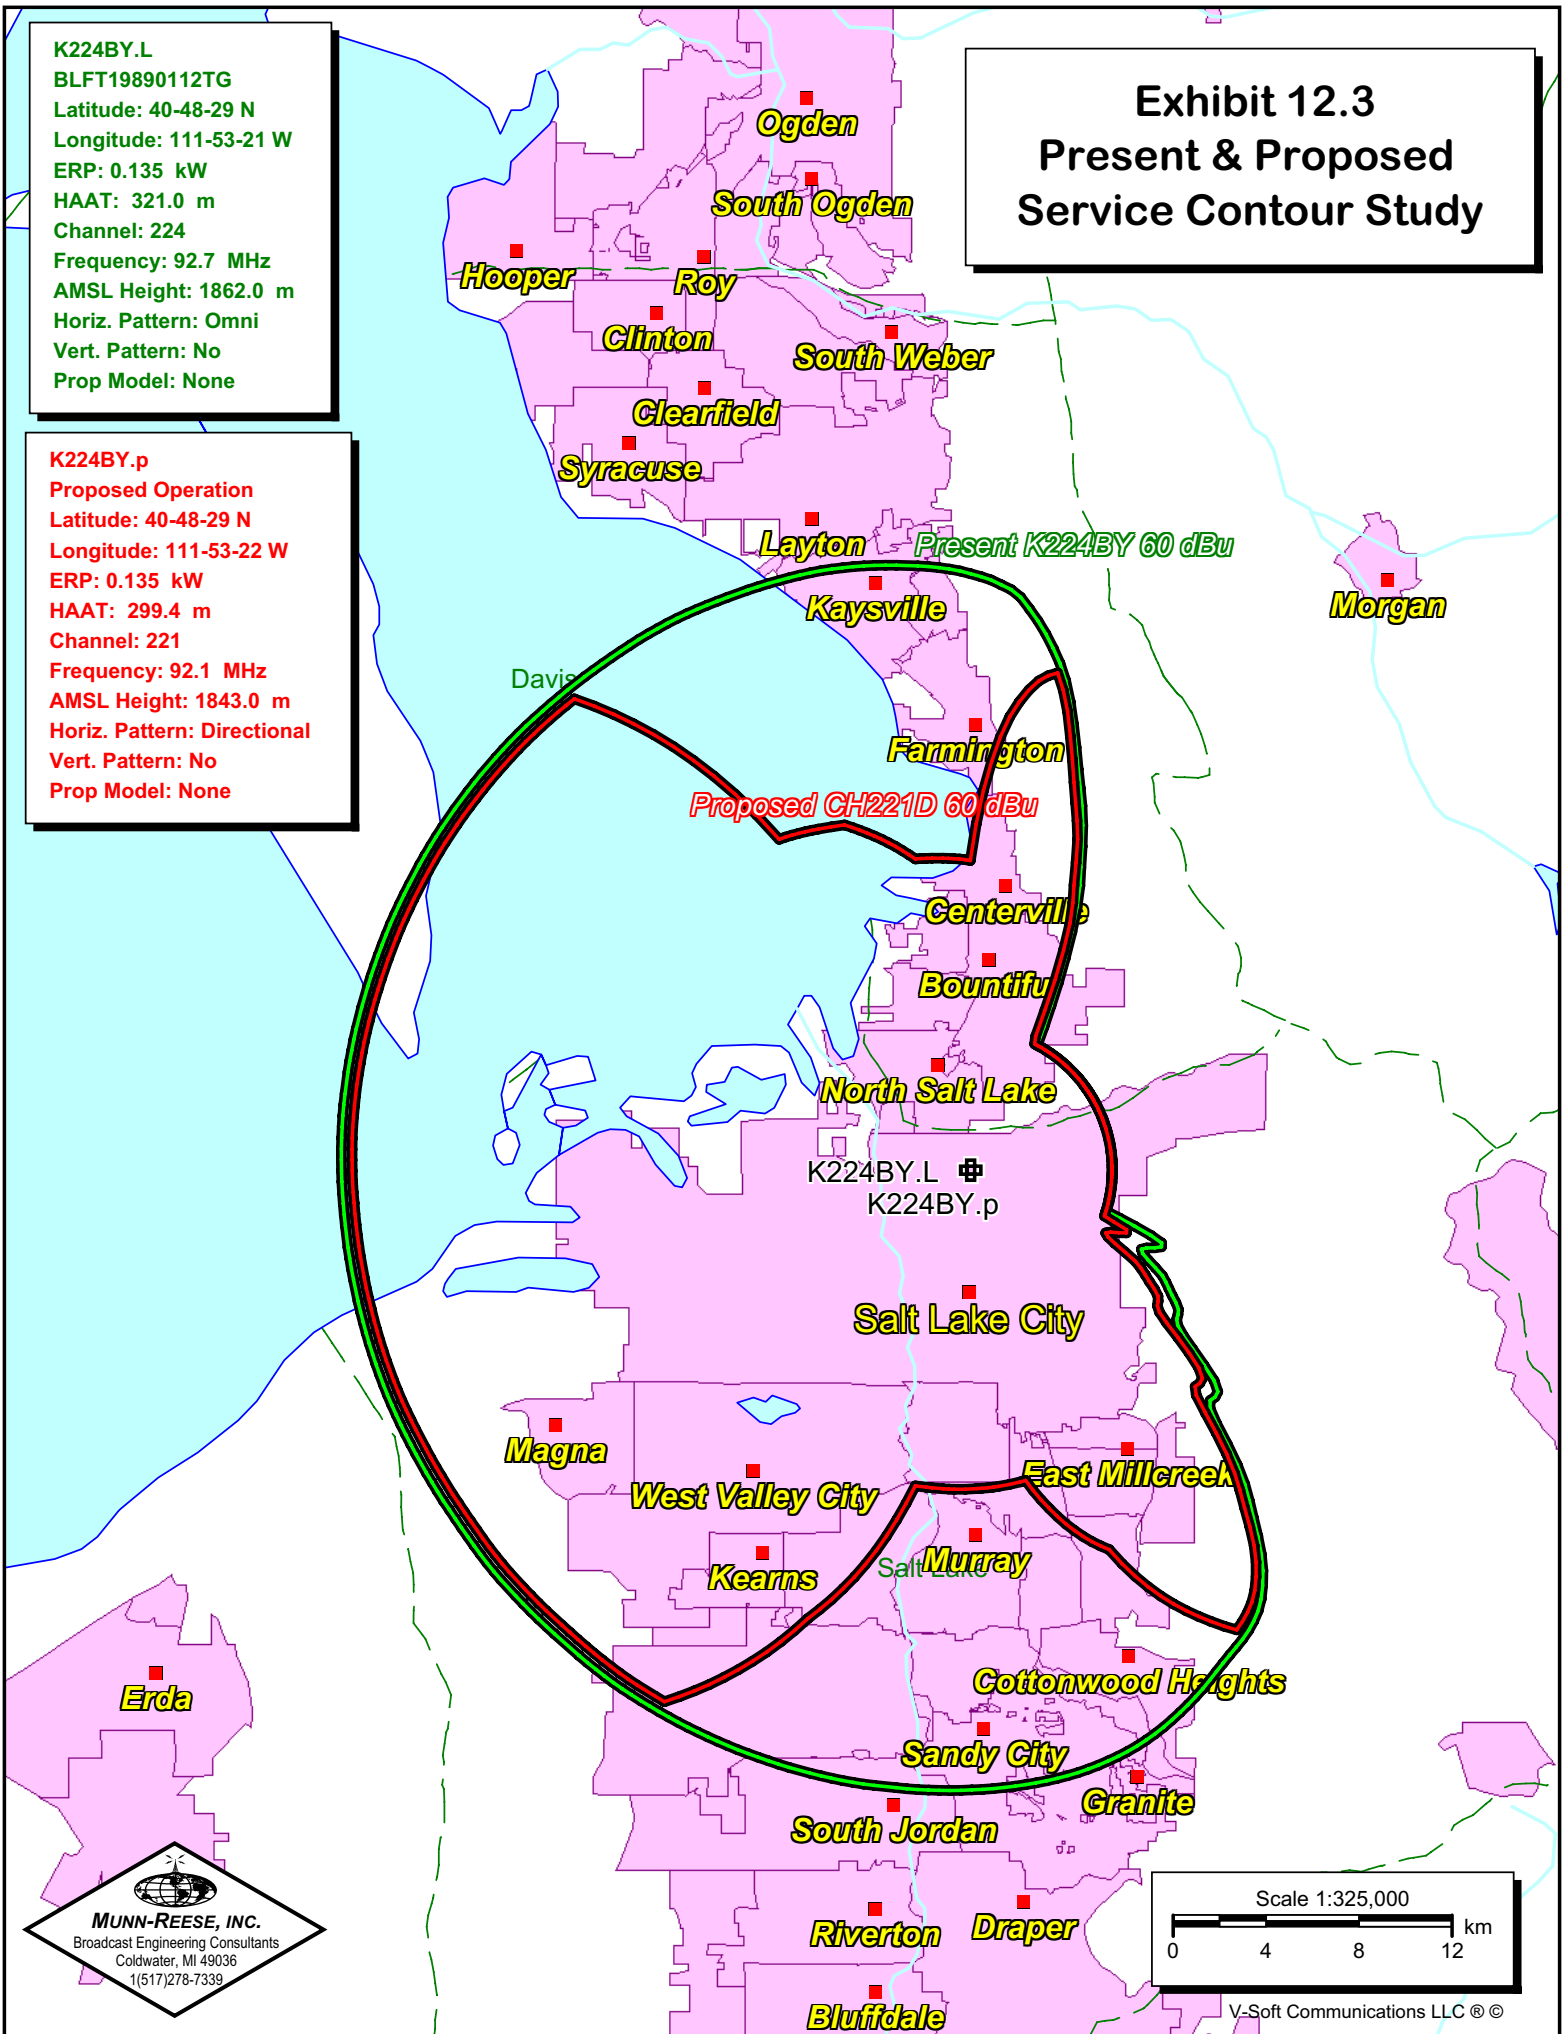 K224BY.L
BLFT19890112TG
Latitude: 40-48-29 N
Longitude: 111-53-21 W
ERP: 0.135 kW
HAAT: 321.0 m
Channel: 224
Frequency: 92.7 MHz
AMSL Height: 1862.0 m
Horiz. Pattern: Omni
Vert. Pattern: No
Prop Model: None
Exhibit 12.3
Present & Proposed
Service Contour Study
K224BY.p
Proposed Operation
Latitude: 40-48-29 N
Longitude: 111-53-22 W
ERP: 0.135 kW
HAAT: 299.4 m
Channel: 221
Frequency: 92.1 MHz
AMSL Height: 1843.0 m
Horiz. Pattern: Directional
Vert. Pattern: No
Prop Model: None
Ogden
South Ogden
Hooper
Roy
Clinton
South Weber
Clearfield
Syracuse
Layton
Present K224BY 60 dBu
Kaysville
Morgan
Davis
Farmington
Proposed CH221D 60 dBu
Centerville
Bountifu
North Salt Lake
K224BY.L
K224BY.p
Salt Lake City
Magna
East Millcreek
West Valley City
Murray
Salt Lake
Kearns
Cottonwood Heights
Erda
Sandy City
Granite
South Jordan
Riverton
Draper
Bluffdale
MUNN-REESE, INC.
Broadcast Engineering Consultants
Coldwater, MI 49036
1(517)278-7339
Scale 1:325,000
km
0 4 8 12
V-Soft Communications LLC ® ©